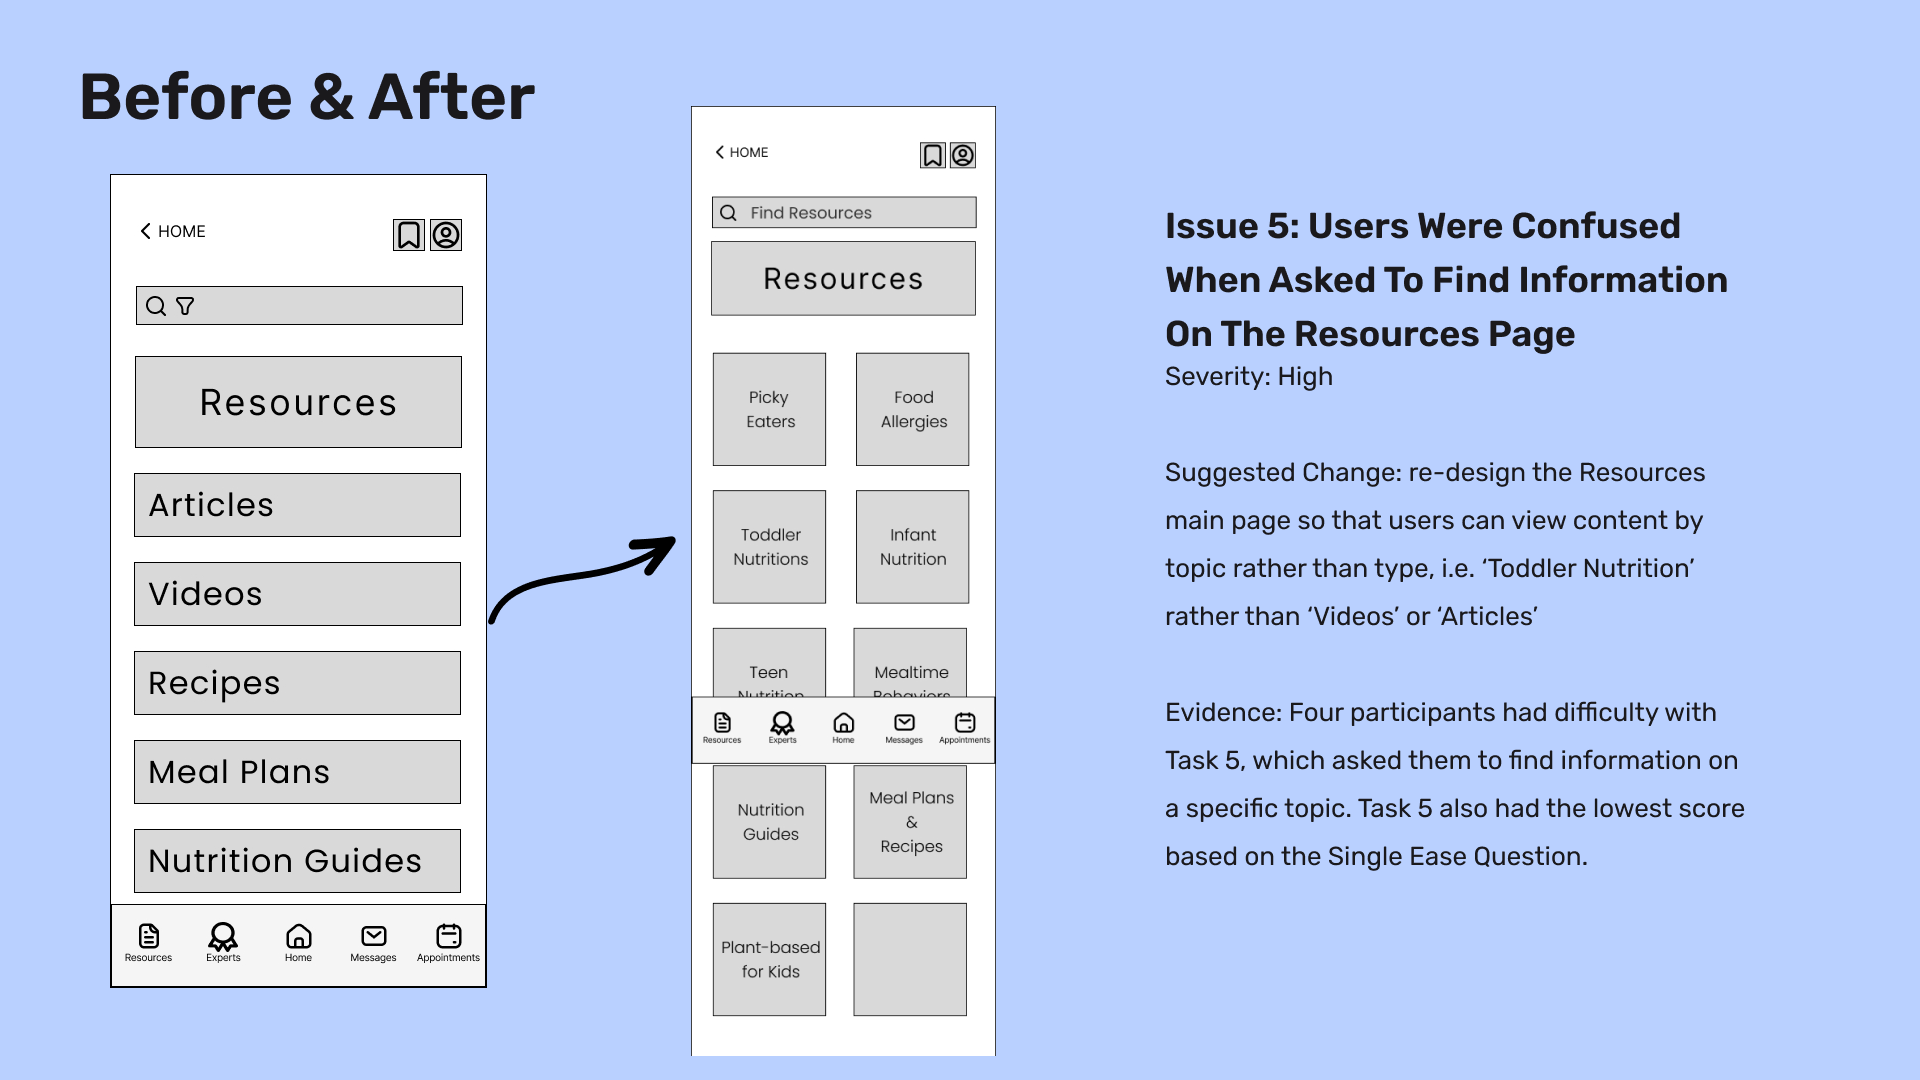 Before & After
HOME
Resources
Articles
Videos
Recipes
Meal Plans
Nutrition Guides
Resources
Experts
Home
Messages
Appointments
HOME
Find Resources
Resources
Picky
Eaters
Food
Allergies
Toddler
Nutritions
Infant
Nutrition
Teen
Nutrition
Mealtime
Behaviors
Resources
Experts
Home
Messages
Appointments
Nutrition
Guides
Meal Plans
&
Recipes
Plant-based
for Kids
Issue 5: Users Were Confused
When Asked To Find Information
On The Resources Page
Severity: High
Suggested Change: re-design the Resources
main page so that users can view content by
topic rather than type, i.e. ‘Toddler Nutrition’
rather than ‘Videos’ or ‘Articles’
Evidence: Four participants had difficulty with
Task 5, which asked them to find information on
a specific topic. Task 5 also had the lowest score
based on the Single Ease Question.